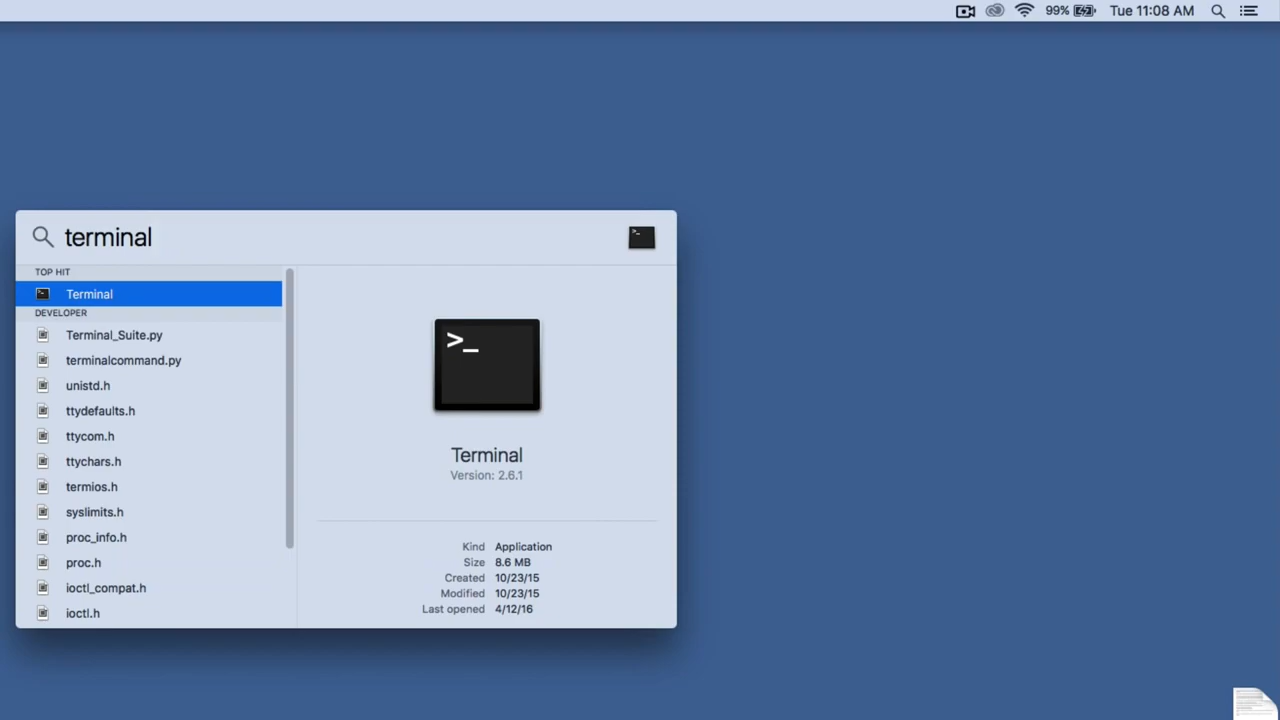 99% Tue 11:08 AM
terminal
TOP HIT
Terminal
DEVELOPER
Terminal_Suite.py
terminalcommand.py
unistd.h
ttydefaults.h
ttycom.h
ttychars.h
termios.h
syslimits.h
proc_info.h
proc.h
ioctl_compat.h
ioctl.h
>_
Terminal
Version: 2.6.1
Kind Application
Size 8.6 MB
Created 10/23/15
Modified 10/23/15
Last opened 4/12/16